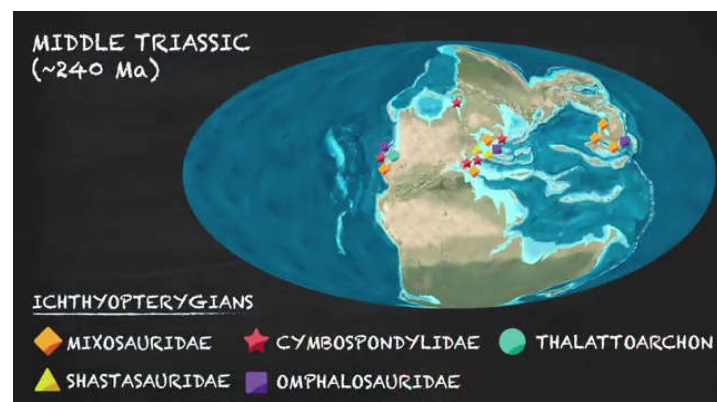 MIDDLE TRIASSIC
(~240 Ma)
ICHTHYOPTERYGIANS
MIXOSAURIDAE
CYMBOSPONDYLIDAE
THALATTOARCHON
SHASTASAURIDAE
OMPHALOSAURIDAE